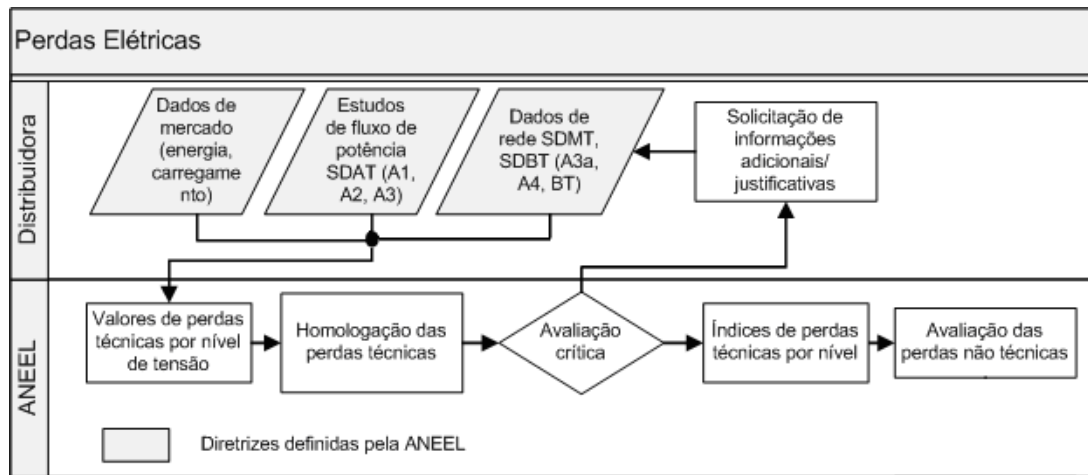 Perdas Elétricas
Distribuidora
Dados de
mercado
(energia,
carregame
nto)
Estudos
de fluxo de
potência
SDAT (A1,
A2, A3)
Dados de
rede SDMT,
SDBT (A3a,
A4, BT)
Solicitação de
informações
adicionais/
justificativas
ANEEL
Valores de perdas
técnicas por nível
de tensão
Homologação das
perdas técnicas
Avaliação
crítica
Índices de perdas
técnicas por nível
Avaliação das
perdas não técnicas
Diretrizes definidas pela ANEEL